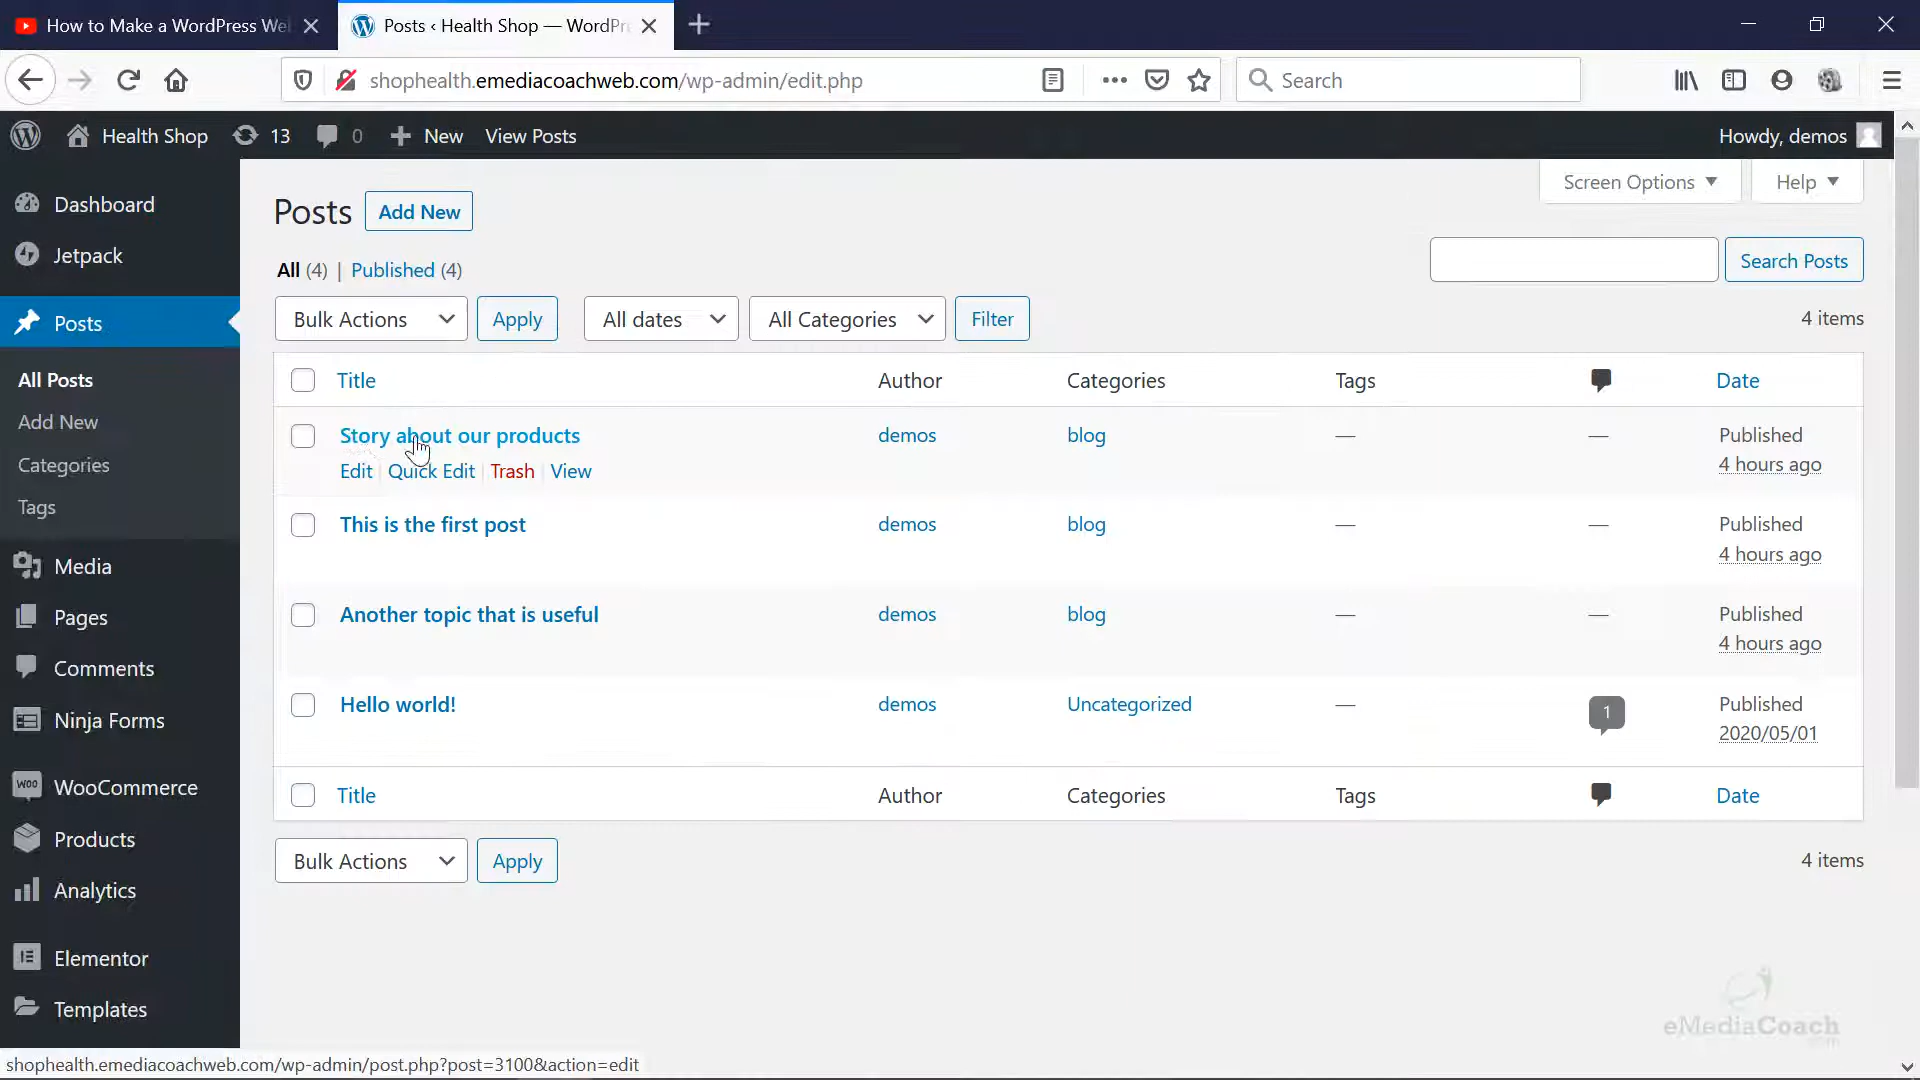 How to Make a WordPress We
Posts ‹ Health Shop — WordPr
shophealth.emediacoachweb.com/wp-admin/edit.php
Search
Health Shop
13
0
New
View Posts
Howdy, demos
Dashboard
Jetpack
Posts
All Posts
Add New
Categories
Tags
Media
Pages
Comments
Ninja Forms
WooCommerce
Products
Analytics
Elementor
Templates
Screen Options
Help
Posts
Add New
All (4) | Published (4)
Search Posts
Bulk Actions
Apply
All dates
All Categories
Filter
4 items
Title Author Categories Tags Date
Story about our products demos blog — — Published
4 hours ago
Edit | Quick Edit | Trash | View
This is the first post demos blog — — Published
4 hours ago
Another topic that is useful demos blog — — Published
4 hours ago
Hello world! demos Uncategorized — 1 Published
2020/05/01
Title Author Categories Tags Date
Bulk Actions
Apply
4 items
eMediaCoach
shophealth.emediacoachweb.com/wp-admin/post.php?post=3100&action=edit